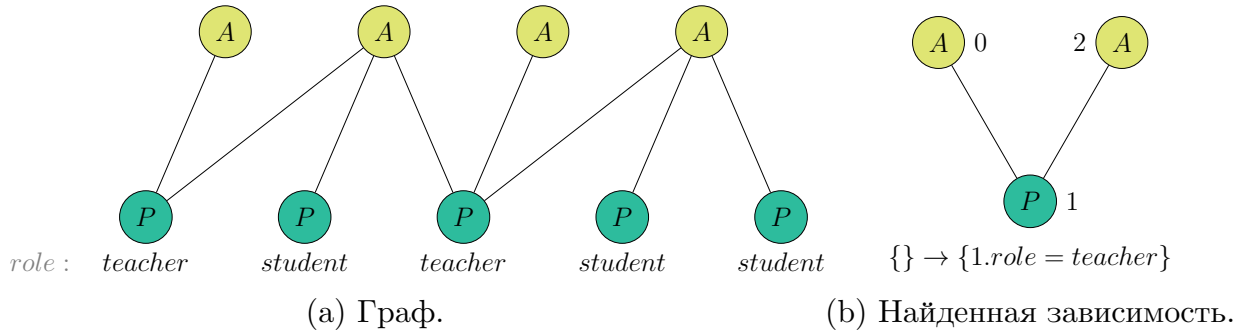 A A A A A 0 2 A
P P P P P P 1
role : teacher student teacher student student {} → {1.role = teacher}
(a) Граф. (b) Найденная зависимость.